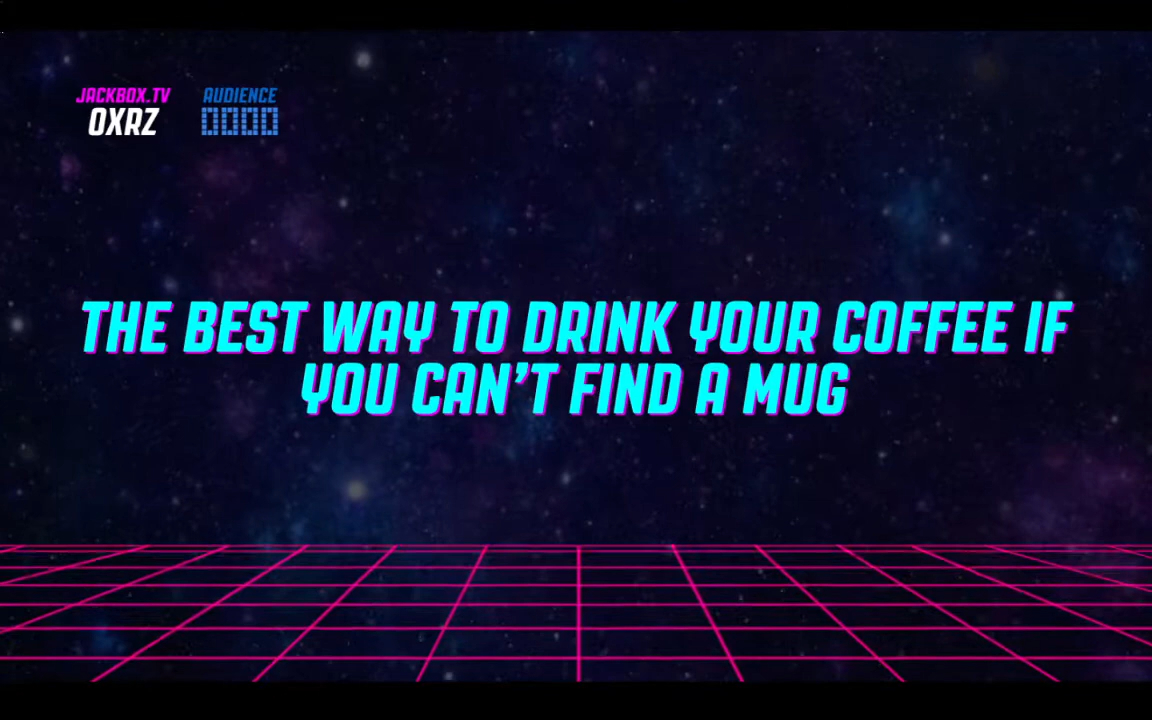 JACKBOX.TV AUDIENCE
OXRZ 0000
THE BEST WAY TO DRINK YOUR COFFEE IF
YOU CAN'T FIND A MUG